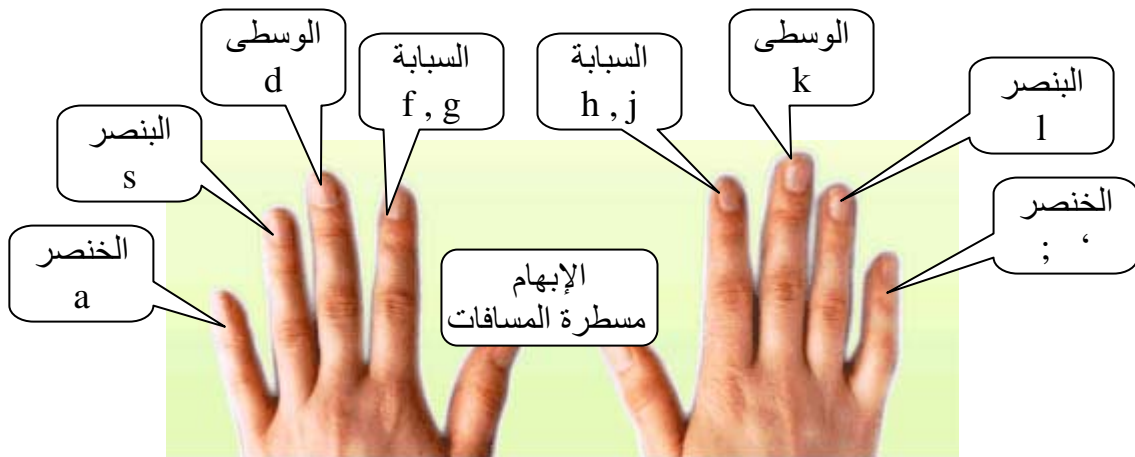 الوسطى
d
السبابة
f , g
السبابة
h , j
الوسطى
k
البنصر
l
البنصر
s
الخنصر
; ‘
الخنصر
a
الإبهام
مسطرة المسافات